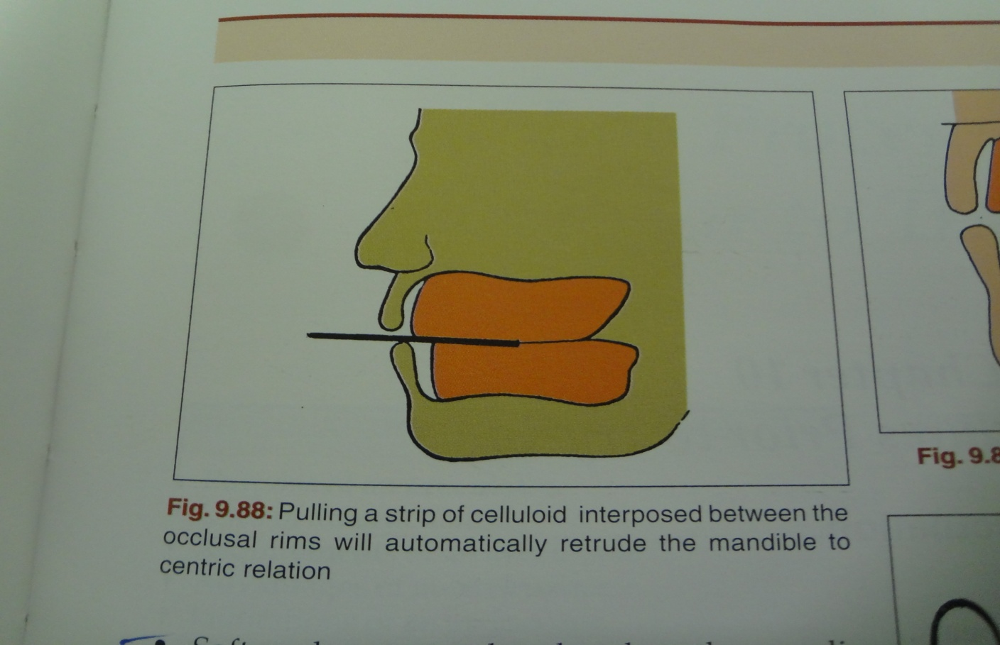 Fig. 9.88: Pulling a strip of celluloid interposed between the
occlusal rims will automatically retrude the mandible to
centric relation
Fig. 9.8